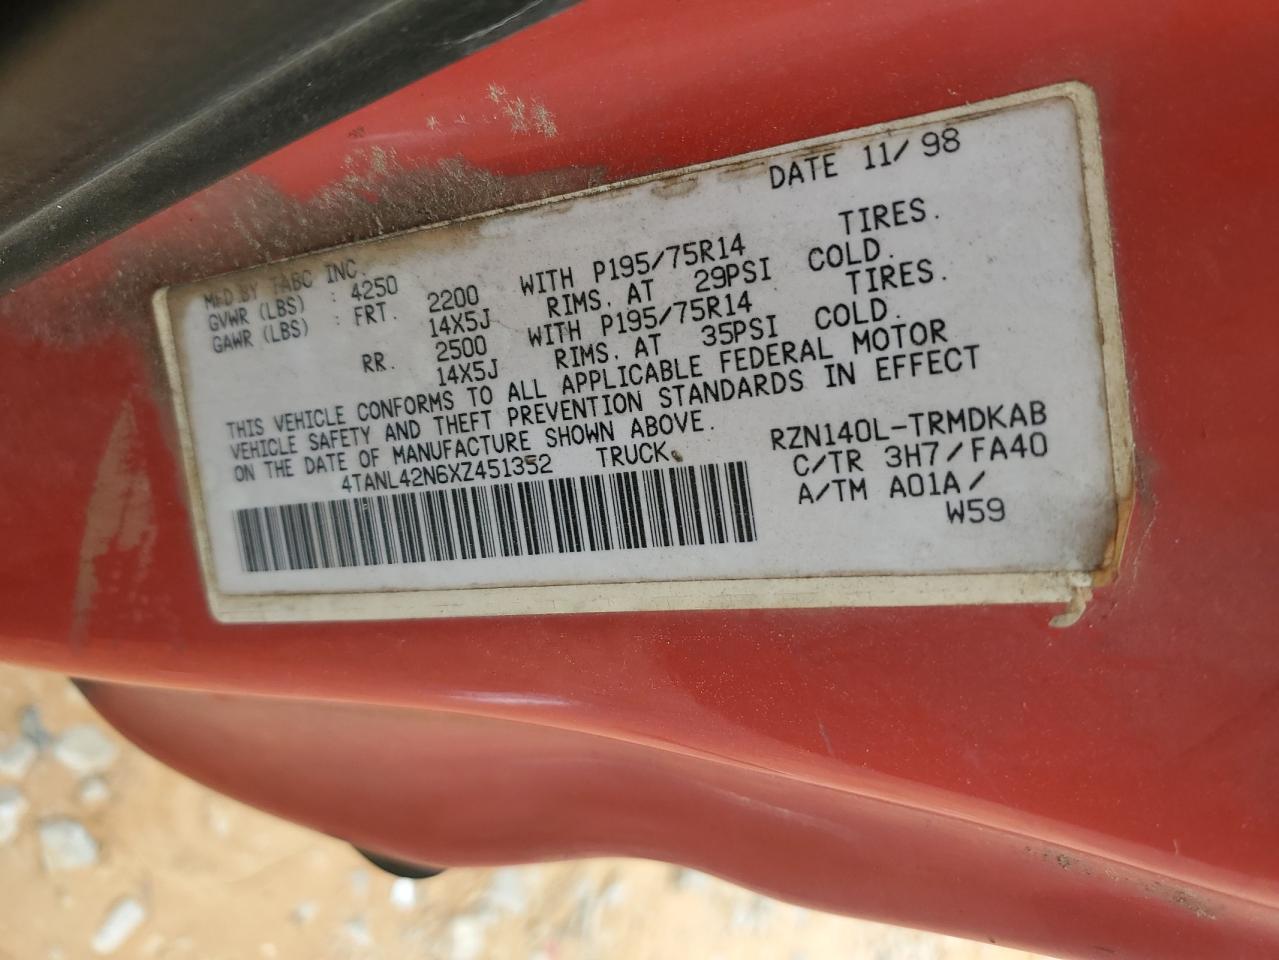 DATE 11/98
MFD.BY TABC INC.
GVWR (LBS) : 4250
GAWR (LBS) : FRT. 2200 WITH P195/75R14 TIRES.
14X5J RIMS. AT 29PSI COLD.
RR. 2500 WITH P195/75R14 TIRES.
14X5J RIMS. AT 35PSI COLD.
THIS VEHICLE CONFORMS TO ALL APPLICABLE FEDERAL MOTOR
VEHICLE SAFETY AND THEFT PREVENTION STANDARDS IN EFFECT
ON THE DATE OF MANUFACTURE SHOWN ABOVE.
4TANL42N6XZ451352 TRUCK.
RZN140L-TRMDKAB
C/TR 3H7/FA40
A/TM A01A/
W59